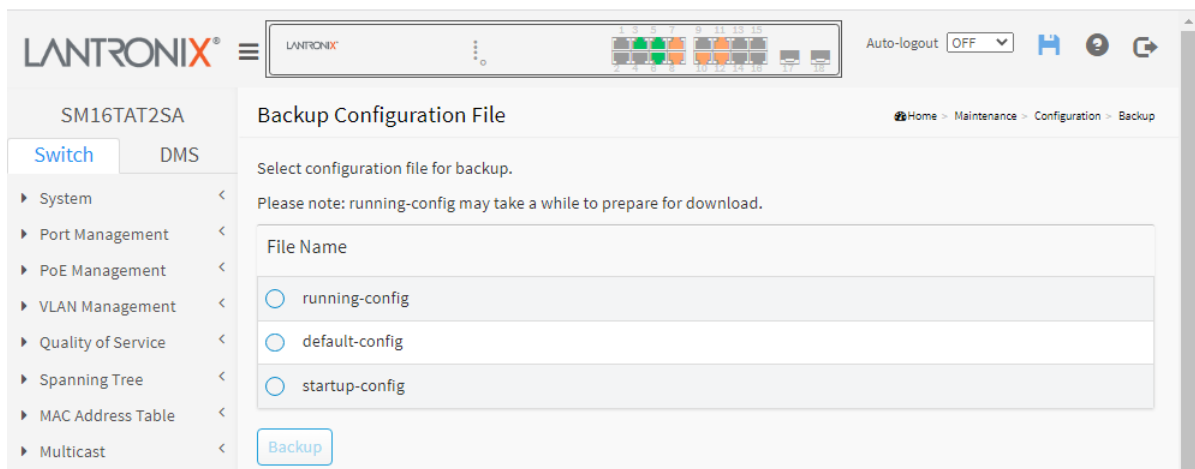 LANTRONIX®
LANTRONIX
1 3 5 7 9 11 13 15
2 4 6 8 10 12 14 16 17 18
Auto-logout OFF
SM16TAT2SA
Switch DMS
System
Port Management
PoE Management
VLAN Management
Quality of Service
Spanning Tree
MAC Address Table
Multicast
Backup Configuration File
Home > Maintenance > Configuration > Backup
Select configuration file for backup.
Please note: running-config may take a while to prepare for download.
File Name
running-config
default-config
startup-config
Backup